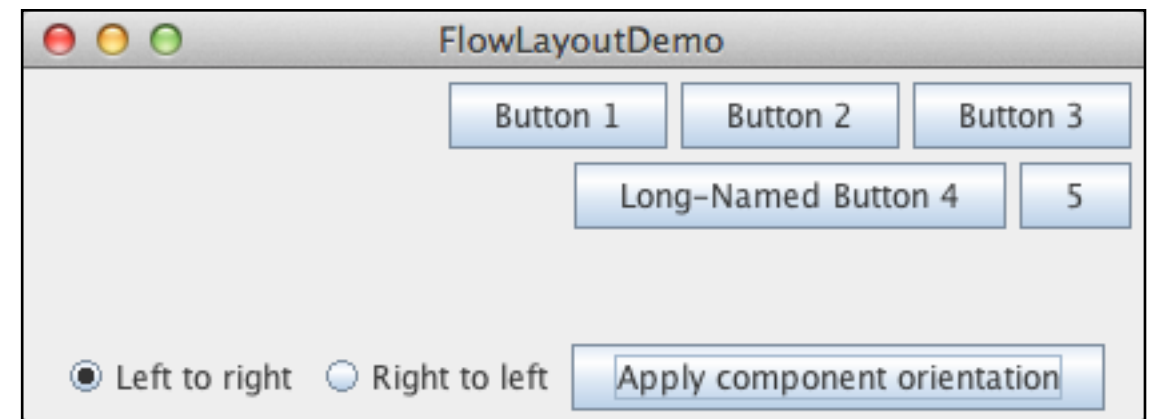 FlowLayoutDemo
Button 1 Button 2 Button 3
Long-Named Button 4 5
Left to right Right to left Apply component orientation